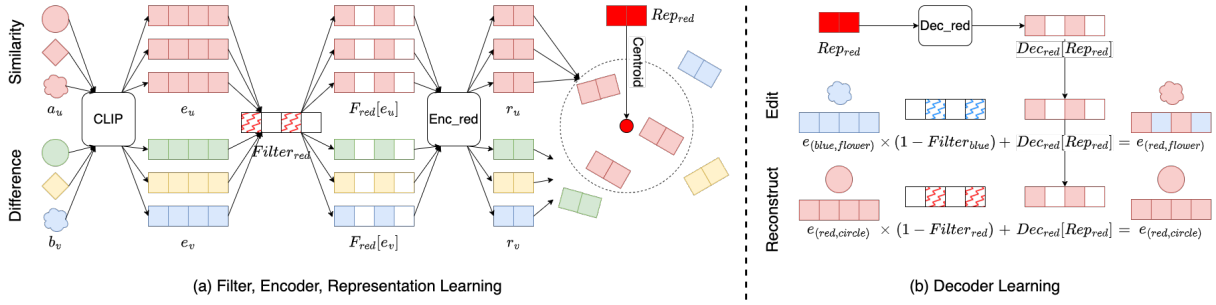 Similarity
Difference
a_u
b_v
CLIP
e_u
e_v
Filter_red
F_red[e_u]
F_red[e_v]
Enc_red
r_u
r_v
Rep_red
Centroid
(a) Filter, Encoder, Representation Learning
Rep_red
Dec_red
Dec_red[Rep_red]
Edit
e_(blue,flower) × (1 − Filter_blue) + Dec_red[Rep_red] = e_(red,flower)
Reconstruct
e_(red,circle) × (1 − Filter_red) + Dec_red[Rep_red] = e_(red,circle)
(b) Decoder Learning